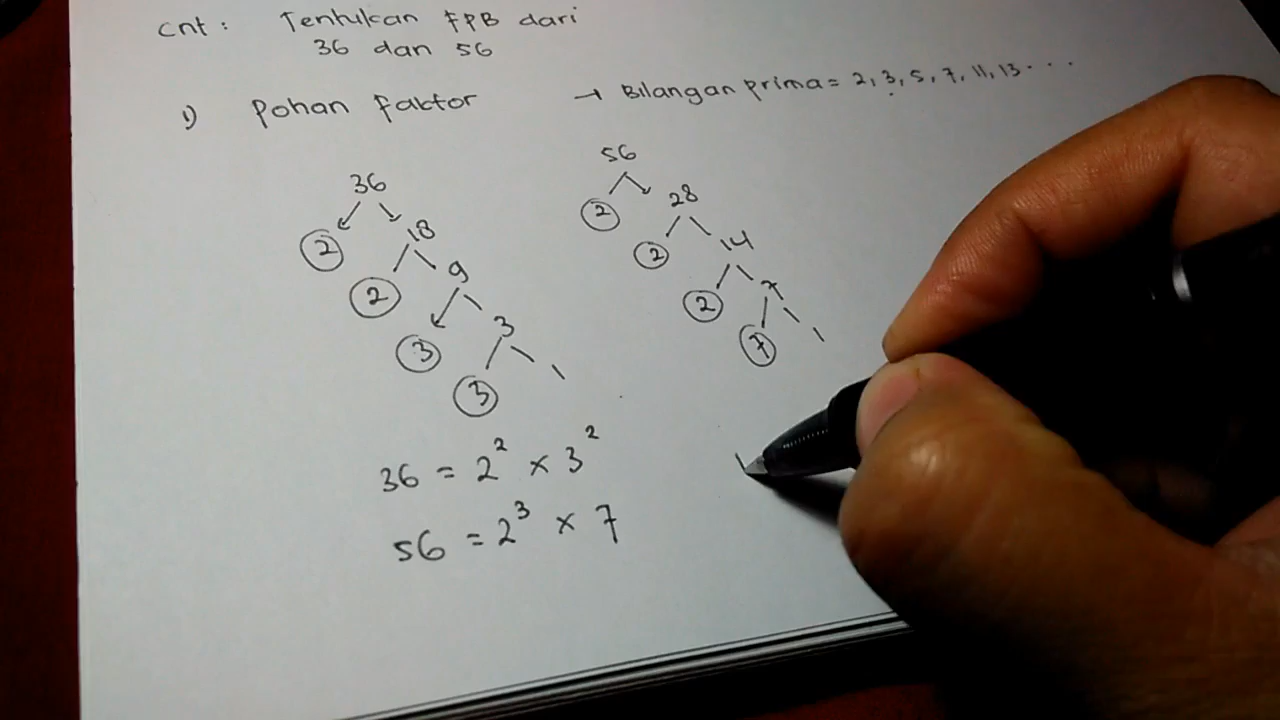 cnt : Tentukan FPB dari
36 dan 56
1) Pohan faktor → Bilangan prima = 2, 3, 5, 7, 11, 13 . . .
56
36
2 28
2 18
2 14
2 9
2 7
3 3
7 1
3 1
36 = 2² × 3²
56 = 2³ × 7